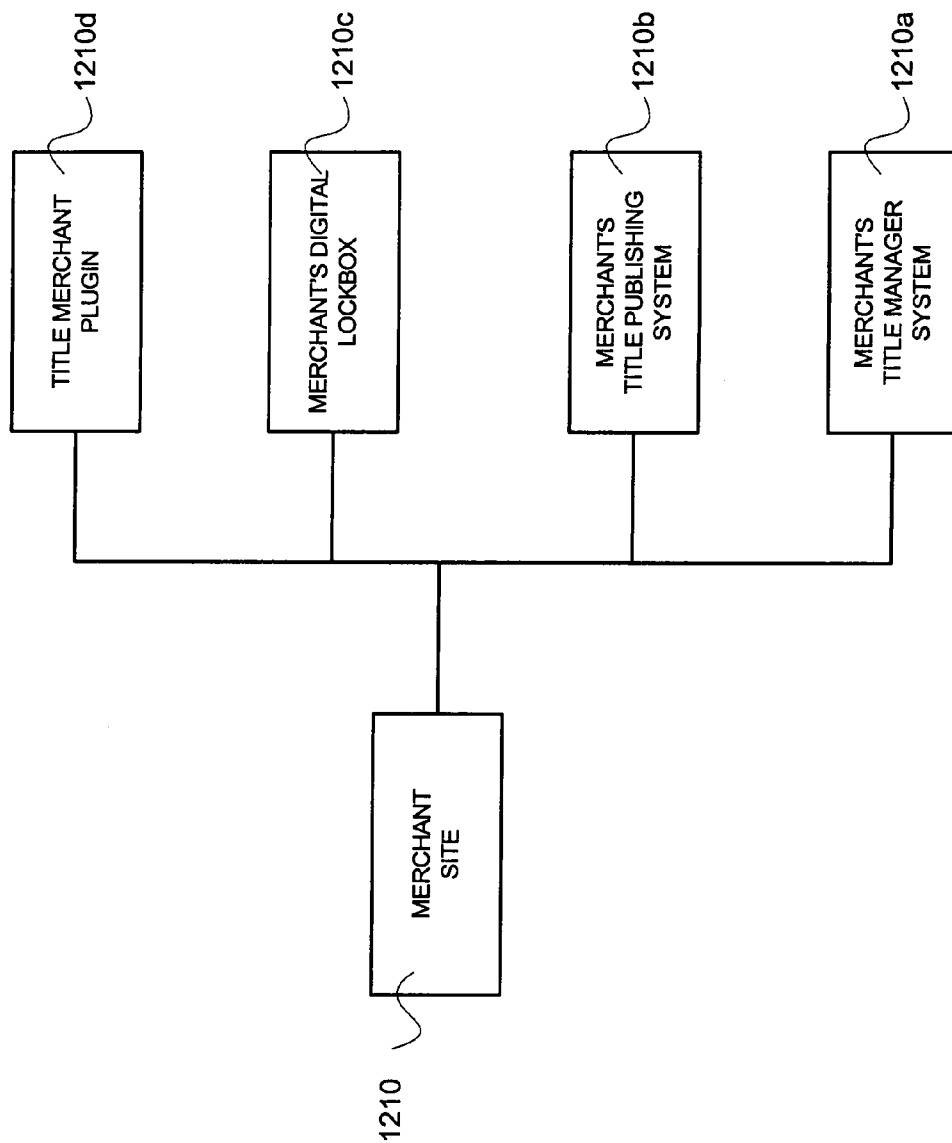 1210
MERCHANT
SITE
MERCHANT'S
TITLE MANAGER
SYSTEM
1210a
MERCHANT'S
TITLE PUBLISHING
SYSTEM
1210b
MERCHANT'S DIGITAL
LOCKBOX
1210c
TITLE MERCHANT
PLUGIN
1210d